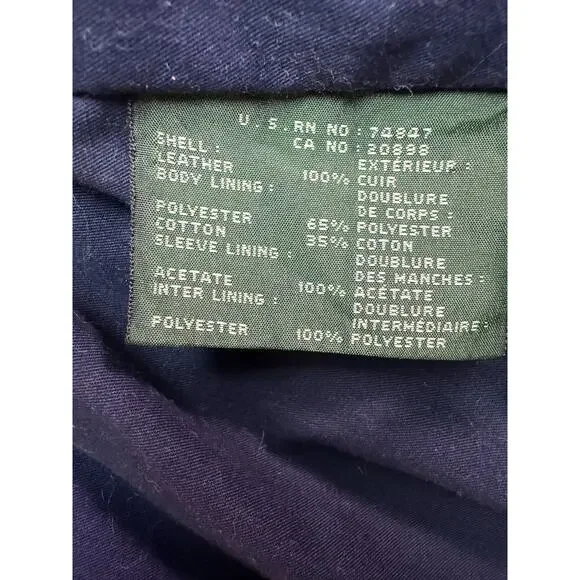 U.S.RN NO : 74847
CA NO : 20898
SHELL : EXTÉRIEUR :
LEATHER 100% CUIR
BODY LINING : DOUBLURE
DE CORPS :
POLYESTER 65% POLYESTER
COTTON 35% COTON
SLEEVE LINING : DOUBLURE
DES MANCHES :
ACETATE 100% ACÉTATE
INTER LINING : DOUBLURE
INTERMÉDIAIRE :
POLYESTER 100% POLYESTER